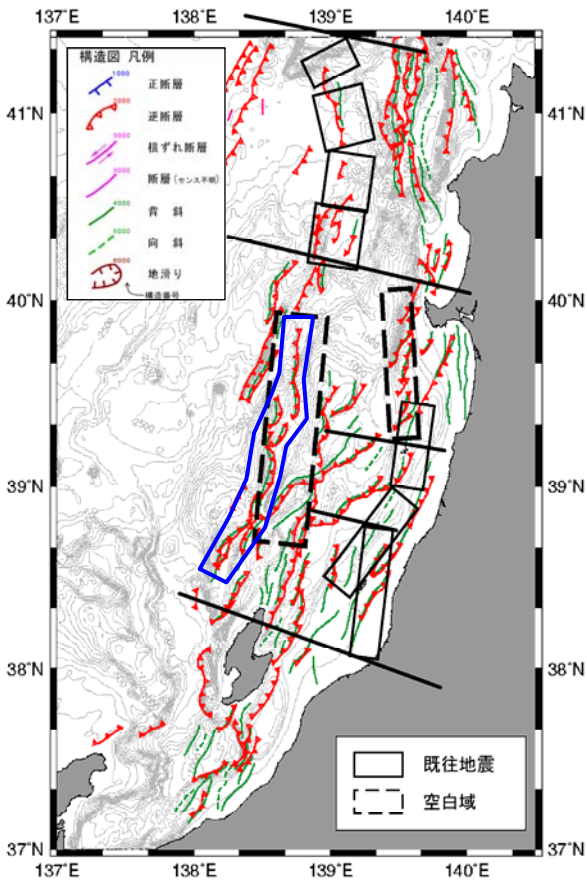 138°E 139°E 140°E
構造図 凡例
1000 正断層
2000 逆断層
3000 横ずれ断層
3000 断層(センス不明)
4000 背斜
5000 向斜
6000 地滑り
構造番号
41°N 41°N
40°N 40°N
39°N 39°N
38°N 38°N
既往地震
空白域
37°N 37°N
137°E 138°E 139°E 140°E